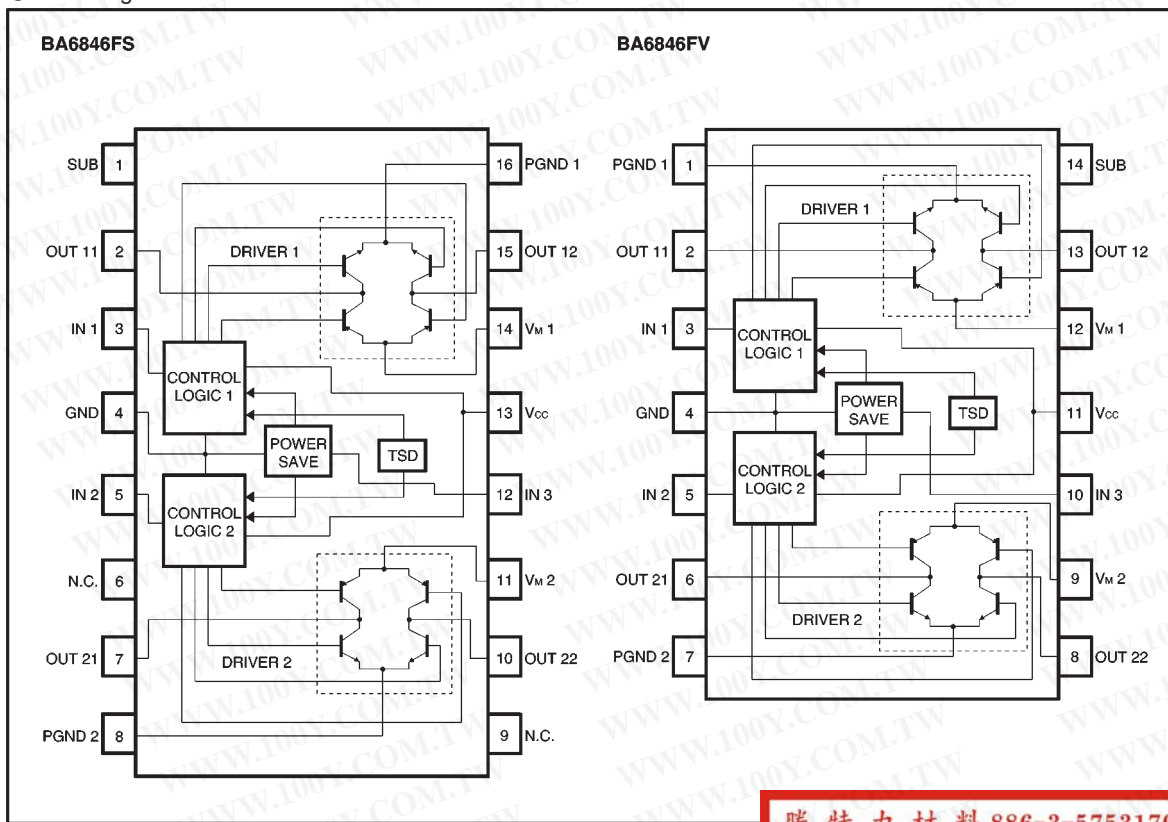 BA6846FS
SUB 1
OUT 11 2
IN 1 3
GND 4
IN 2 5
N.C. 6
OUT 21 7
PGND 2 8
16 PGND 1
15 OUT 12
14 VM 1
13 VCC
12 IN 3
11 VM 2
10 OUT 22
9 N.C.
DRIVER 1
CONTROL
LOGIC 1
POWER
SAVE
TSD
CONTROL
LOGIC 2
DRIVER 2
BA6846FV
PGND 1 1
OUT 11 2
IN 1 3
GND 4
IN 2 5
OUT 21 6
PGND 2 7
14 SUB
13 OUT 12
12 VM 1
11 VCC
10 IN 3
9 VM 2
8 OUT 22
DRIVER 1
CONTROL
LOGIC 1
POWER
SAVE
TSD
CONTROL
LOGIC 2
DRIVER 2
WWW.100Y.COM.TW